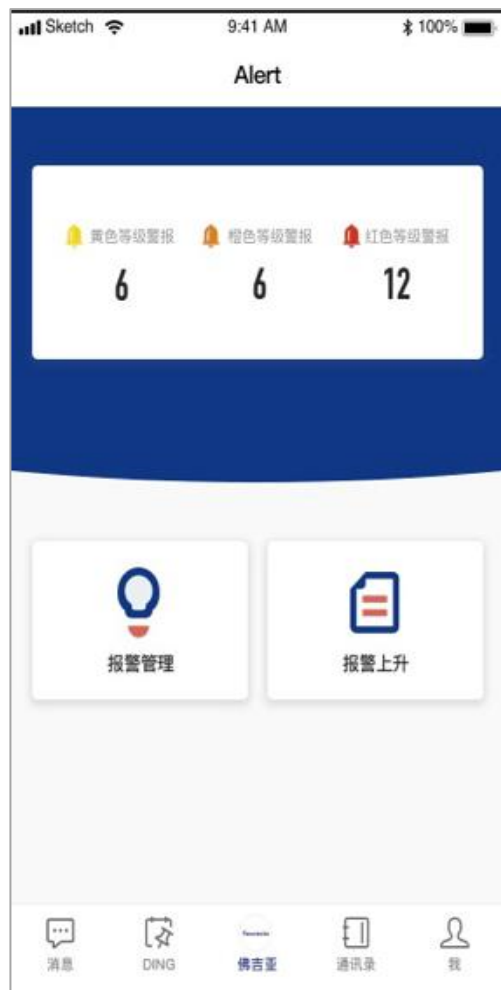 Sketch 9:41 AM 100%
Alert
黄色等级警报 橙色等级警报 红色等级警报
6 6 12
报警管理 报警上升
消息 DING 佛吉亚 通讯录 我